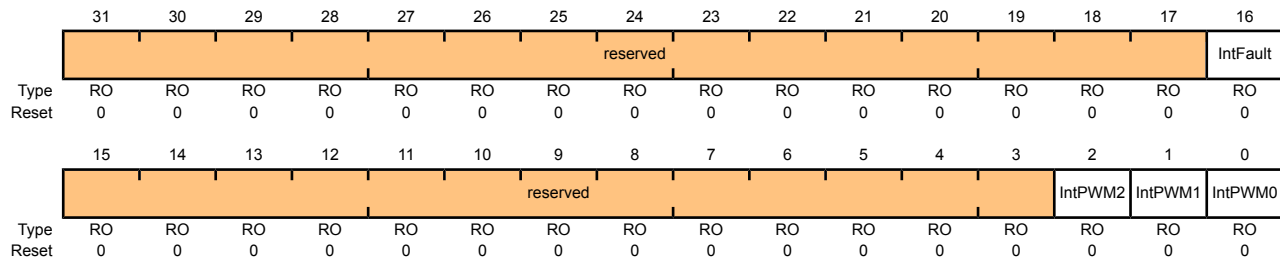 31 30 29 28 27 26 25 24 23 22 21 20 19 18 17 16
reserved IntFault
Type RO RO RO RO RO RO RO RO RO RO RO RO RO RO RO RO
Reset 0 0 0 0 0 0 0 0 0 0 0 0 0 0 0 0
15 14 13 12 11 10 9 8 7 6 5 4 3 2 1 0
reserved IntPWM2 IntPWM1 IntPWM0
Type RO RO RO RO RO RO RO RO RO RO RO RO RO RO RO RO
Reset 0 0 0 0 0 0 0 0 0 0 0 0 0 0 0 0